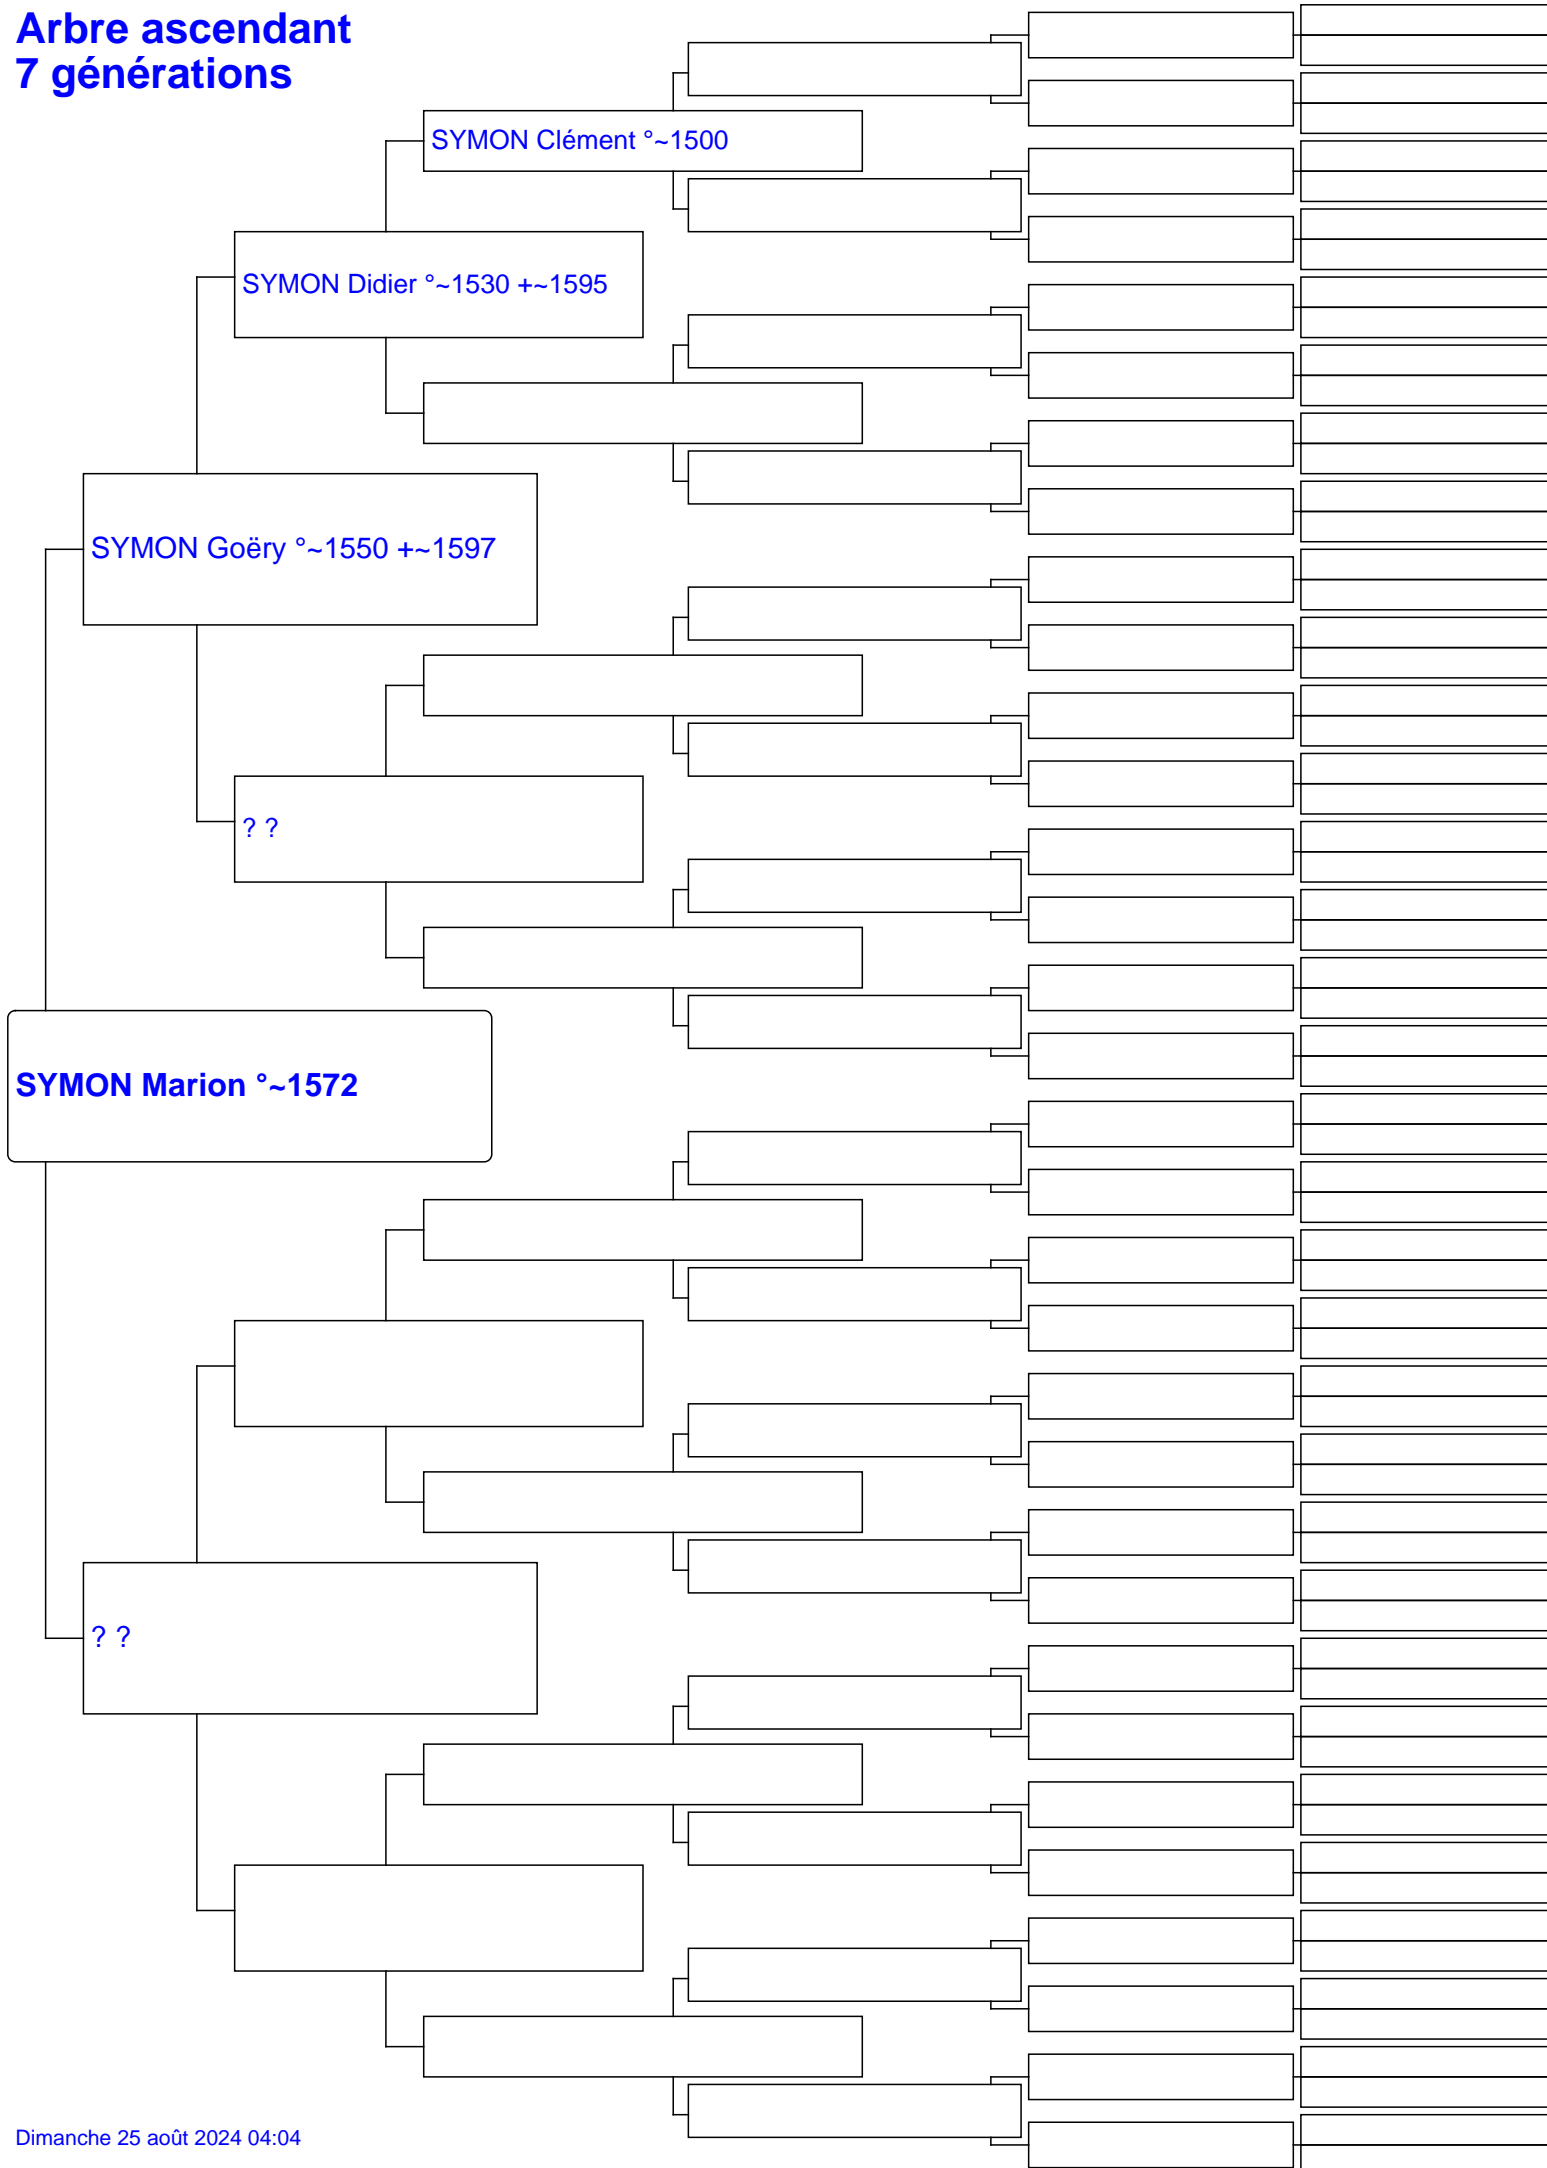 Arbre ascendant
7 générations
SYMON Clément °~1500
SYMON Didier °~1530 +~1595
SYMON Goëry °~1550 +~1597
? ?
SYMON Marion °~1572
? ?
Dimanche 25 août 2024 04:04